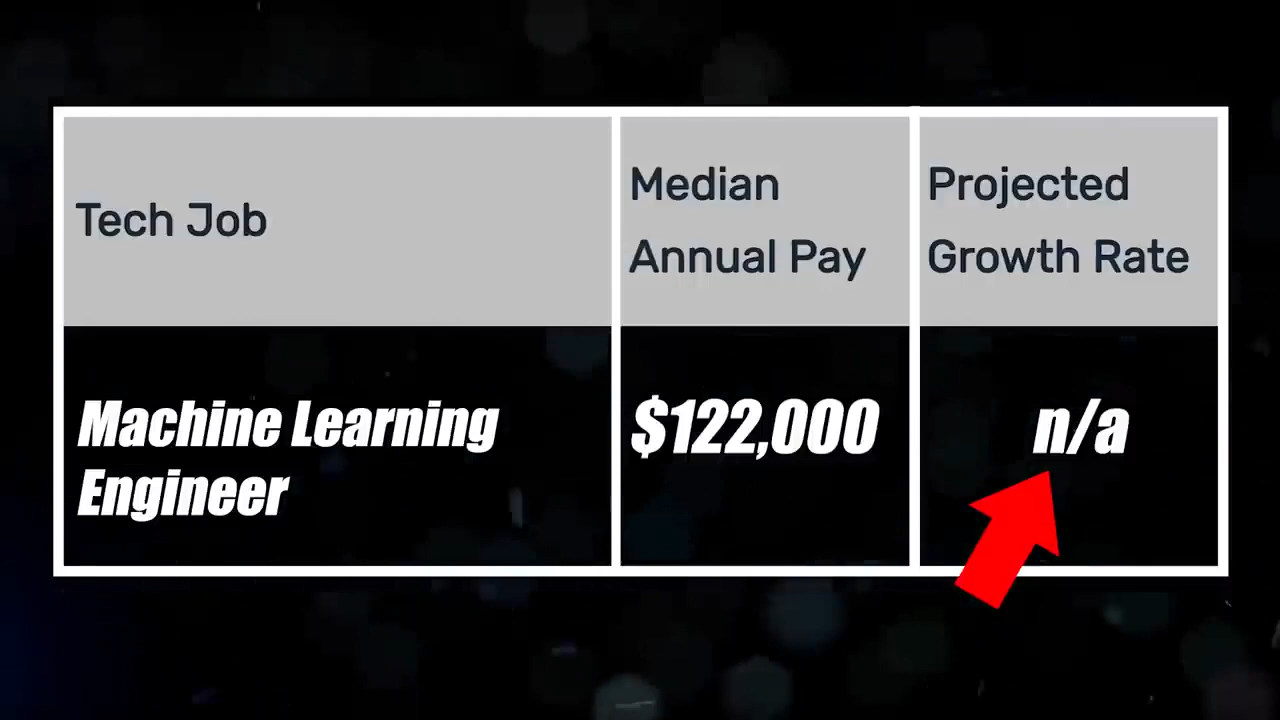 Tech Job
Median
Annual Pay
Projected
Growth Rate
Machine Learning
Engineer
$122,000
n/a